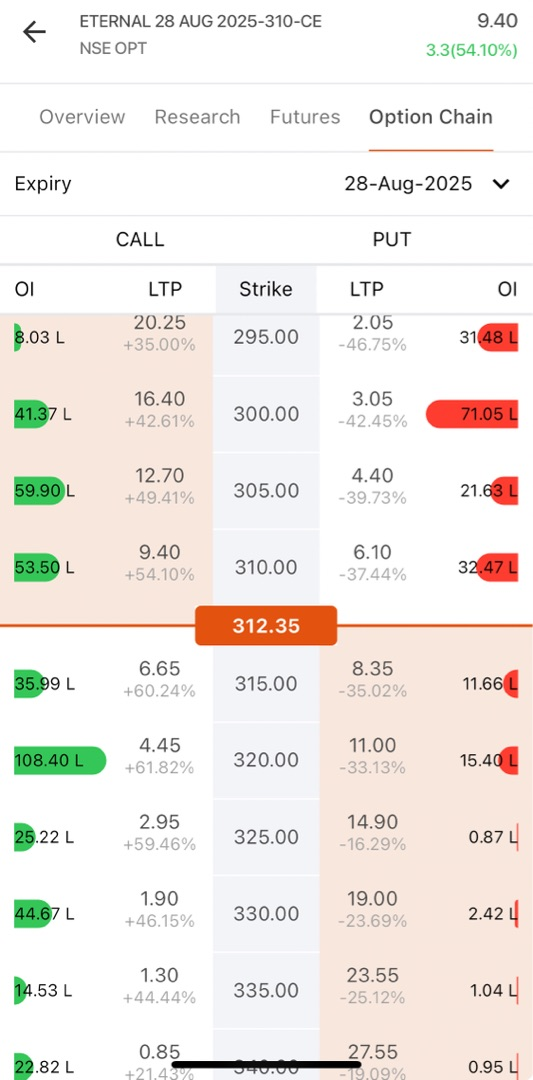 ETERNAL 28 AUG 2025-310-CE 9.40
NSE OPT 3.3(54.10%)
Overview Research Futures Option Chain
Expiry 28-Aug-2025
CALL PUT
OI LTP Strike LTP OI
20.25 2.05
8.03 L 295.00 31.48 L
+35.00% -46.75%
16.40 3.05
41.37 L 300.00 71.05 L
+42.61% -42.45%
12.70 4.40
59.90 L 305.00 21.63 L
+49.41% -39.73%
9.40 6.10
53.50 L 310.00 32.47 L
+54.10% -37.44%
312.35
6.65 8.35
35.99 L 315.00 11.66 L
+60.24% -35.02%
4.45 11.00
108.40 L 320.00 15.40 L
+61.82% -33.13%
2.95 14.90
25.22 L 325.00 0.87 L
+59.46% -16.29%
1.90 19.00
44.67 L 330.00 2.42 L
+46.15% -23.69%
1.30 23.55
14.53 L 335.00 1.04 L
+44.44% -25.12%
0.85 27.55
22.82 L 340.00 0.95 L
+21.43% -19.09%